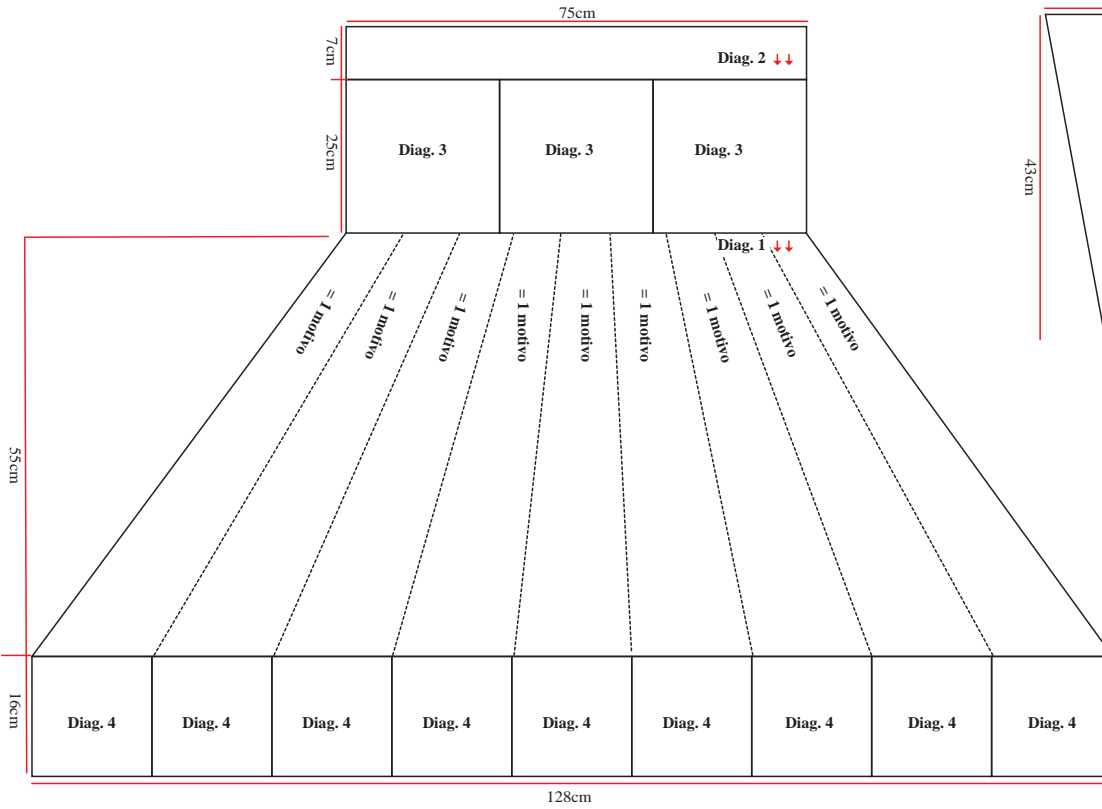 75cm
7cm
Diag. 2 ↓↓
25cm
Diag. 3 Diag. 3 Diag. 3
43cm
Diag. 1 ↓↓
= 1 motivo
= 1 motivo
= 1 motivo
= 1 motivo
= 1 motivo
= 1 motivo
= 1 motivo
= 1 motivo
= 1 motivo
55cm
16cm
Diag. 4 Diag. 4 Diag. 4 Diag. 4 Diag. 4 Diag. 4 Diag. 4 Diag. 4 Diag. 4
128cm